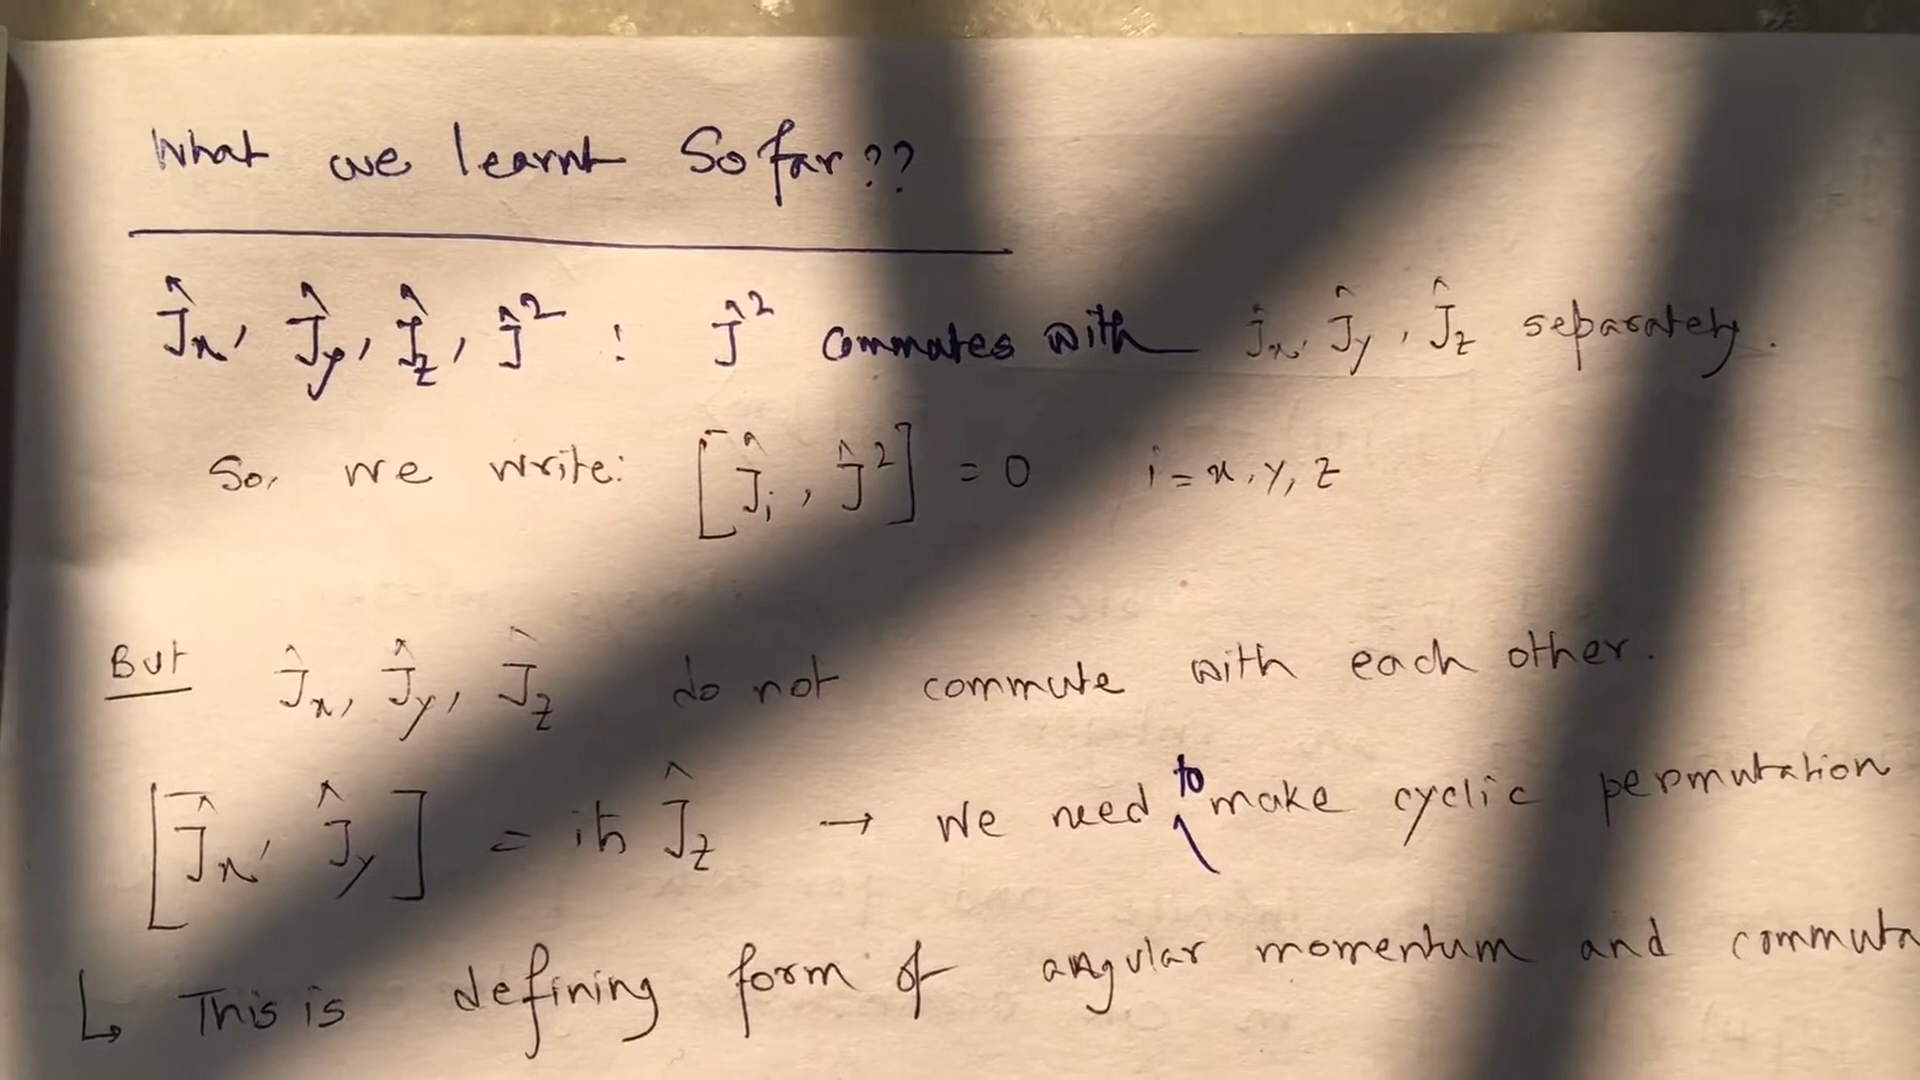 What we learnt So far??
Ĵx, Ĵy, Ĵz, Ĵ² : Ĵ² commutes with Ĵx, Ĵy, Ĵz separately.
So, we write: [Ĵi, Ĵ²] = 0 i = x, y, z
But Ĵx, Ĵy, Ĵz do not commute with each other.
[Ĵx, Ĵy] = iħ Ĵz → We need to make cyclic permutation
↳ This is defining form of angular momentum and commuta